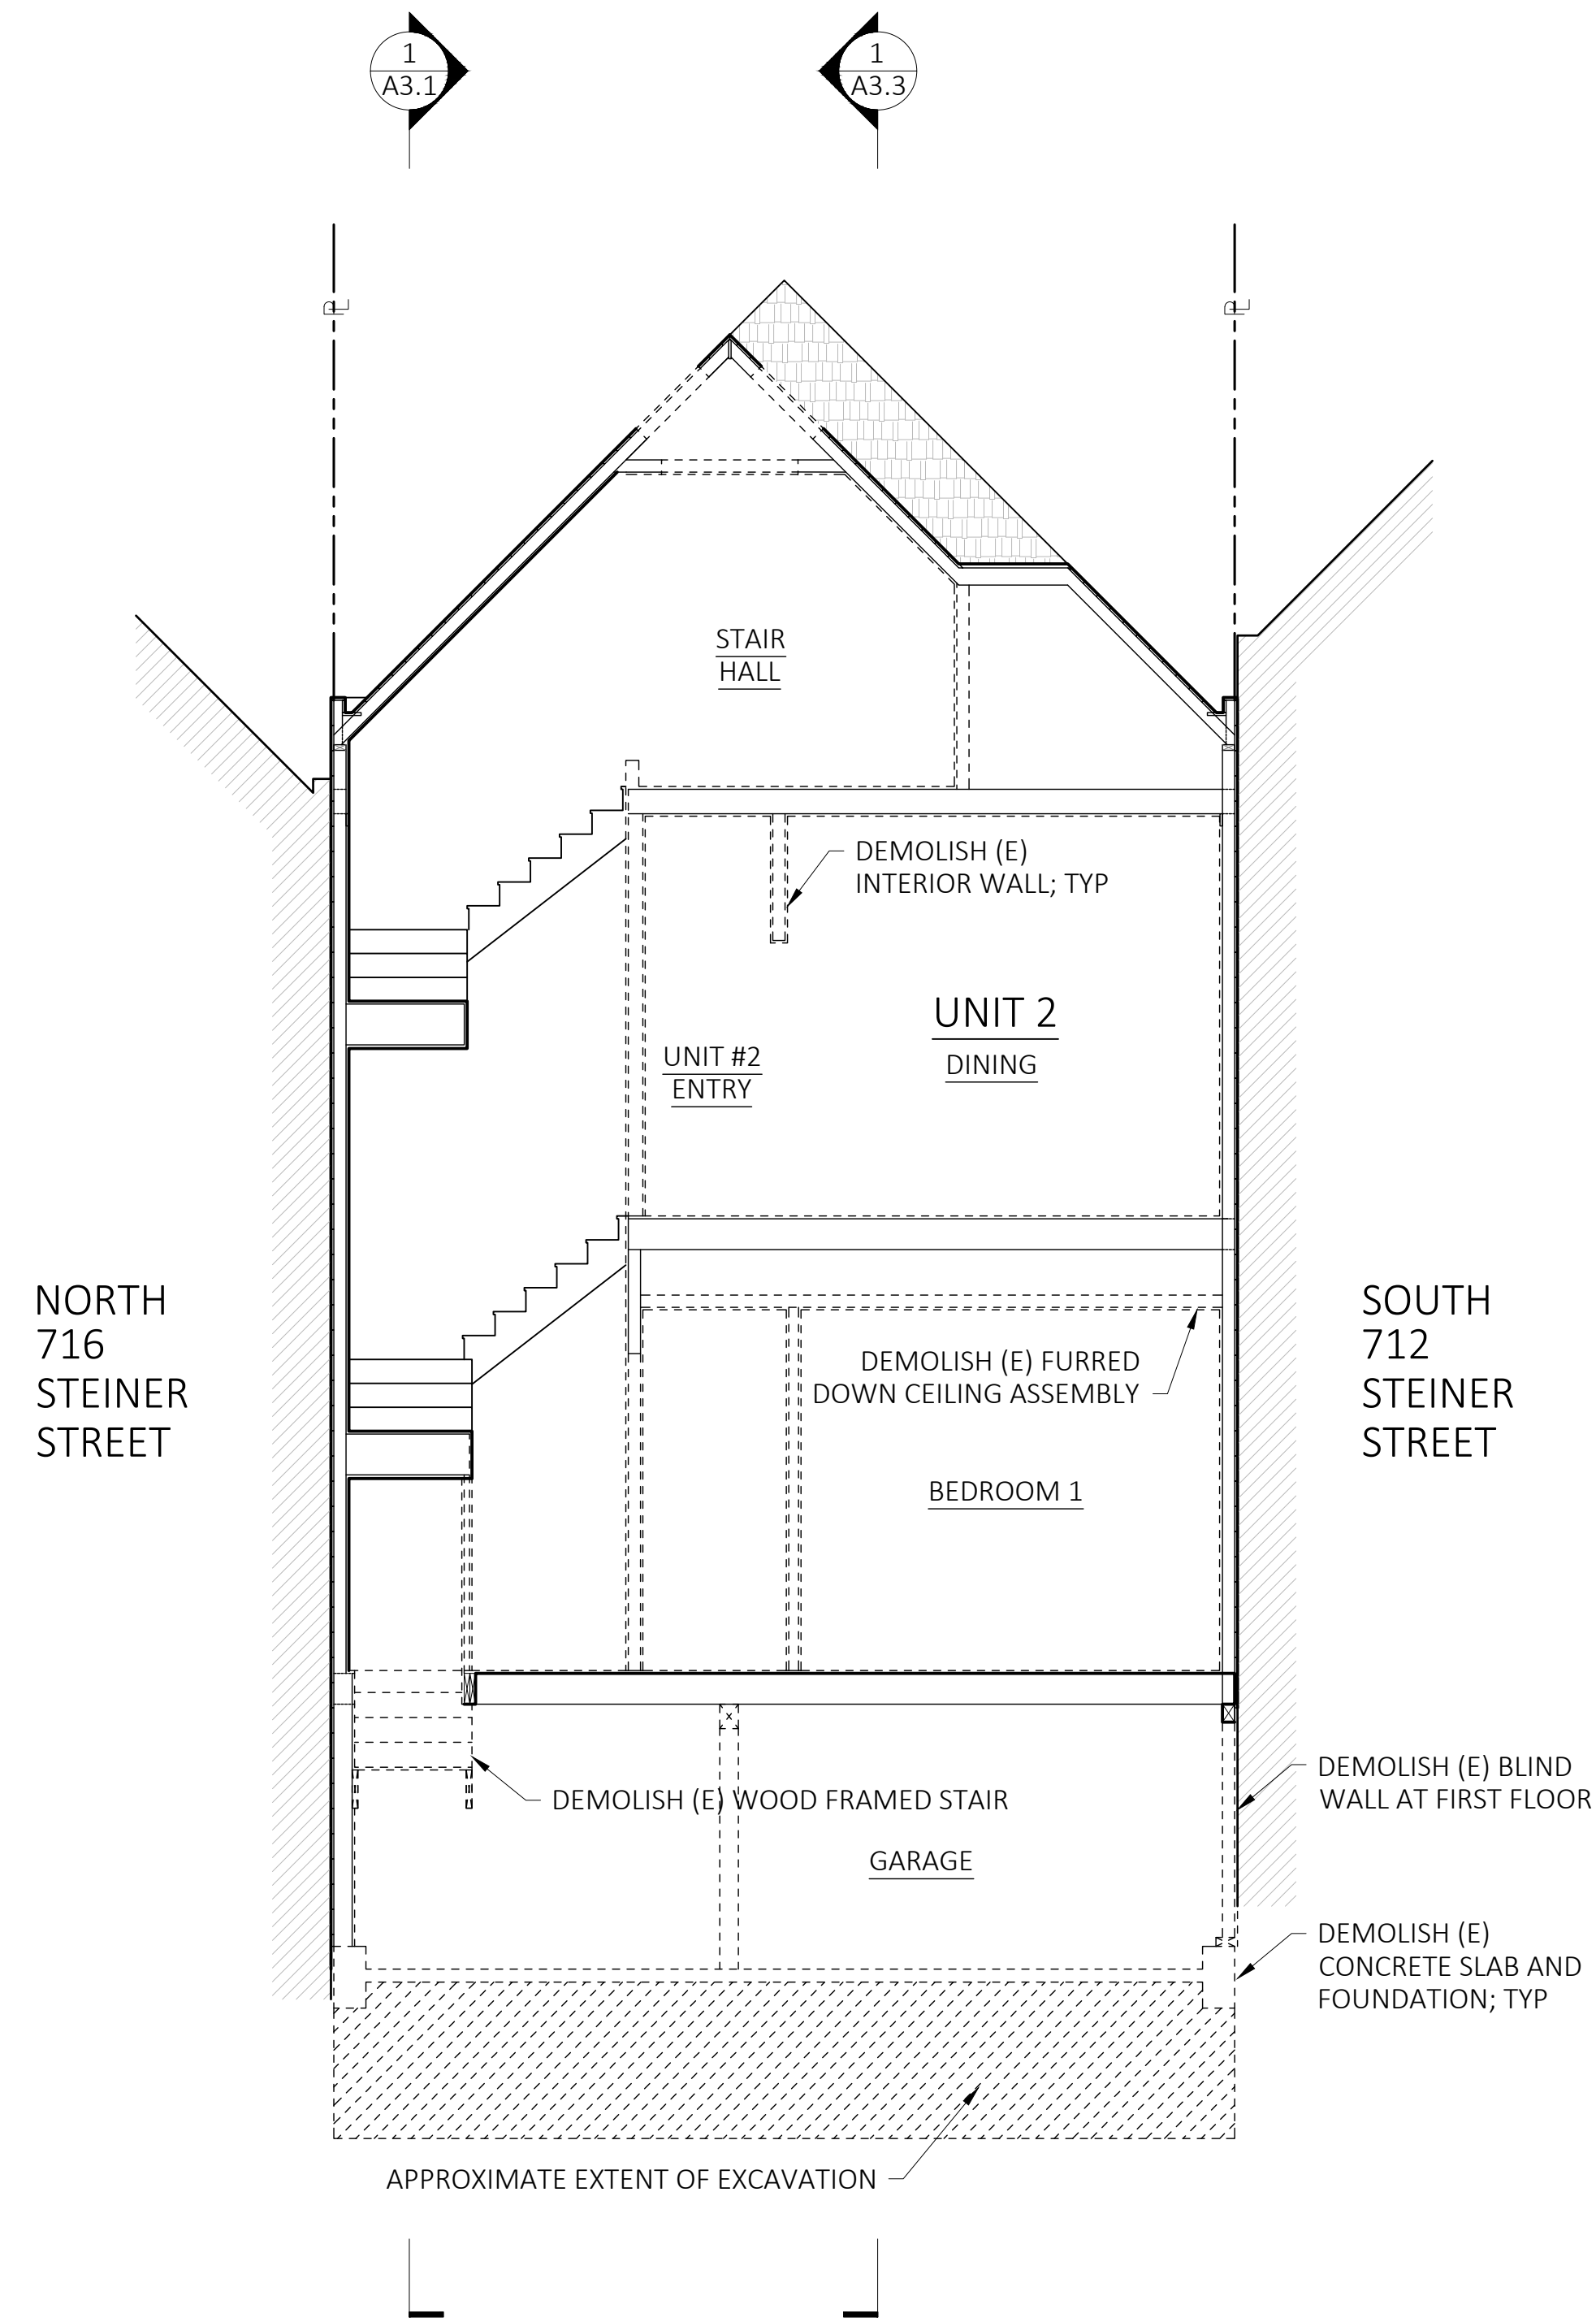 1
A3.1
1
A3.3
PL
PL
STAIR
HALL
DEMOLISH (E)
INTERIOR WALL; TYP
UNIT 2
DINING
UNIT #2
ENTRY
NORTH
716
STEINER
STREET
SOUTH
712
STEINER
STREET
DEMOLISH (E) FURRED
DOWN CEILING ASSEMBLY
BEDROOM 1
DEMOLISH (E) WOOD FRAMED STAIR
DEMOLISH (E) BLIND
WALL AT FIRST FLOOR
GARAGE
DEMOLISH (E)
CONCRETE SLAB AND
FOUNDATION; TYP
APPROXIMATE EXTENT OF EXCAVATION